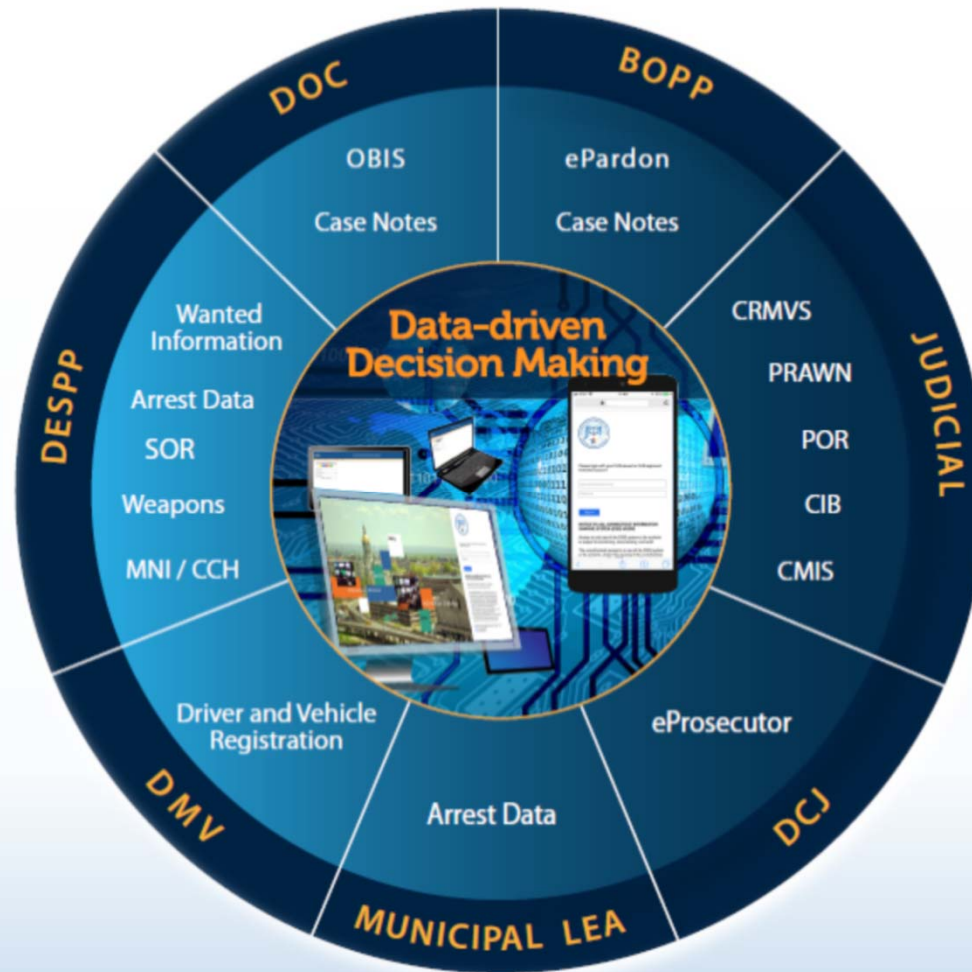 DOC
BOPP
OBIS
Case Notes
ePardon
Case Notes
DESPP
Wanted
Information
Arrest Data
SOR
Weapons
MNI / CCH
Data-driven
Decision Making
JUDICIAL
CRMVS
PRAWN
POR
CIB
CMIS
DMV
Driver and Vehicle
Registration
MUNICIPAL LEA
Arrest Data
DCJ
eProsecutor